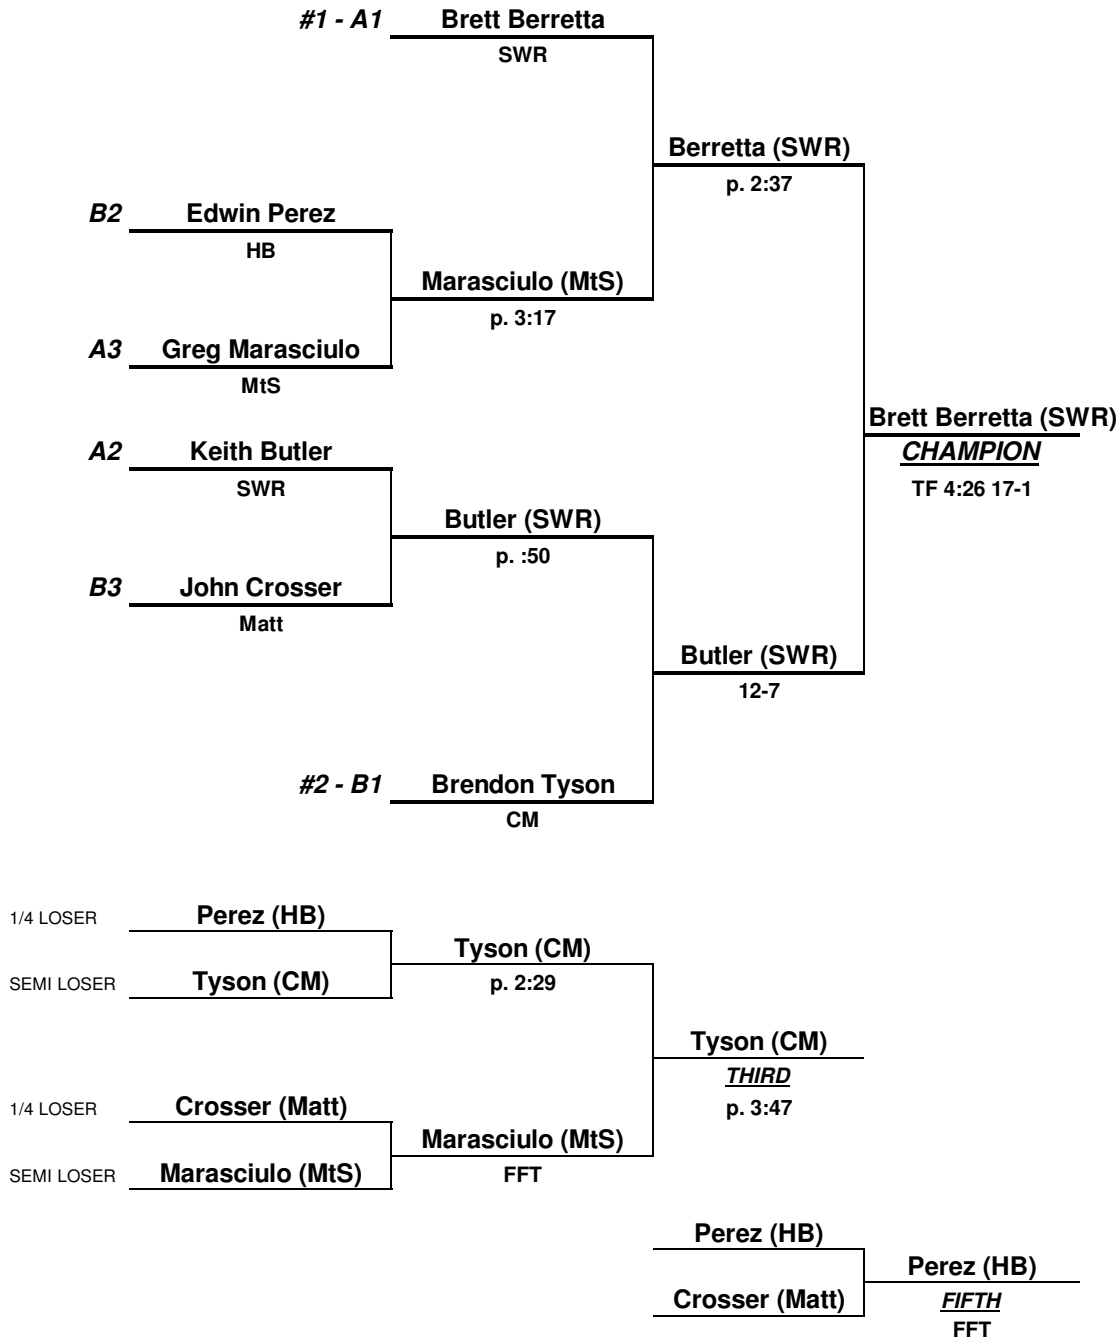 #1 - A1 Brett Berretta
SWR
Berretta (SWR)
p. 2:37
B2 Edwin Perez
HB
Marasciulo (MtS)
p. 3:17
A3 Greg Marasciulo
MtS
Brett Berretta (SWR)
CHAMPION
TF 4:26 17-1
A2 Keith Butler
SWR
Butler (SWR)
p. :50
B3 John Crosser
Matt
Butler (SWR)
12-7
#2 - B1 Brendon Tyson
CM
1/4 LOSER Perez (HB)
Tyson (CM)
p. 2:29
SEMI LOSER Tyson (CM)
Tyson (CM)
THIRD
p. 3:47
1/4 LOSER Crosser (Matt)
Marasciulo (MtS)
FFT
SEMI LOSER Marasciulo (MtS)
Perez (HB)
Perez (HB)
FIFTH
FFT
Crosser (Matt)